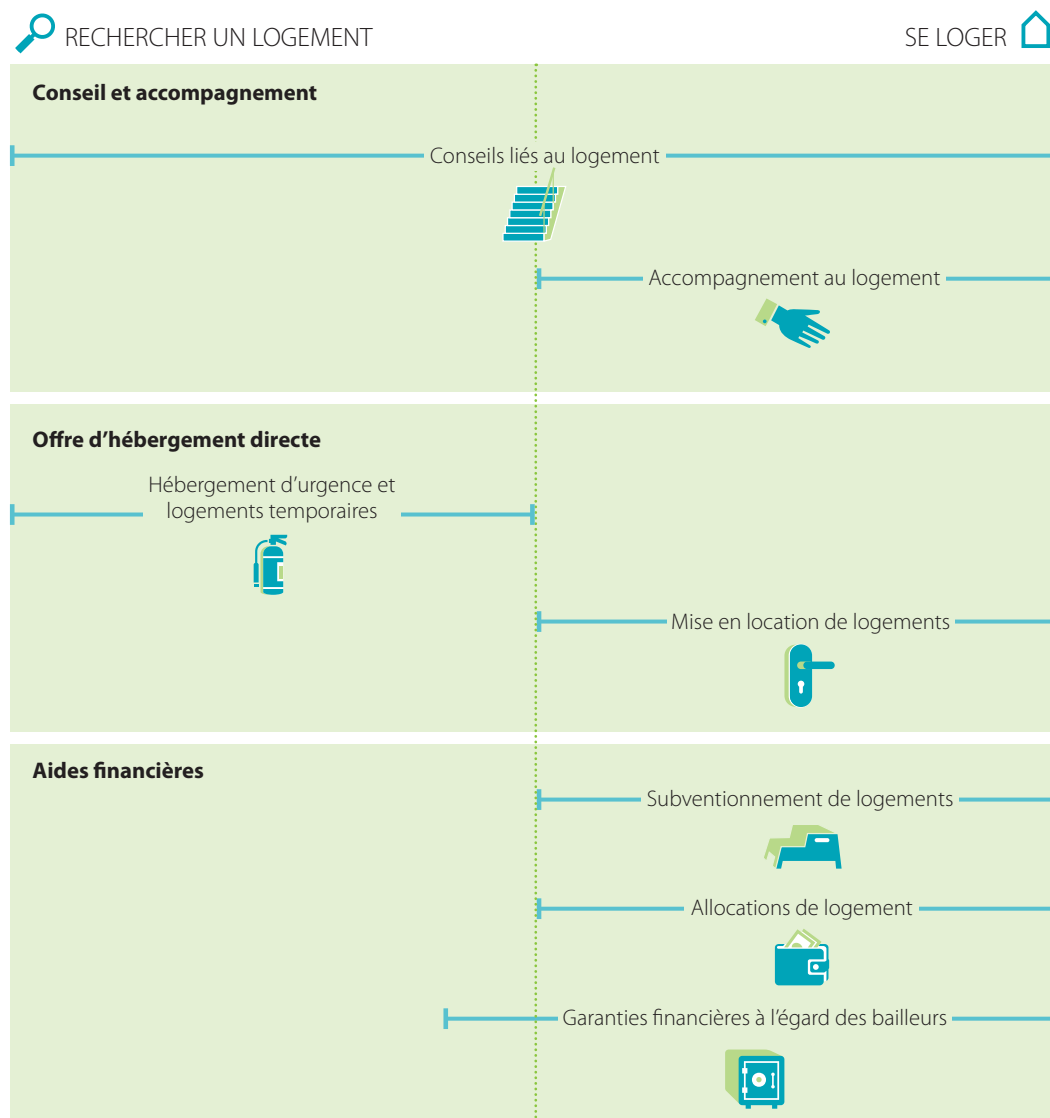 RECHERCHER UN LOGEMENT
SE LOGER
Conseil et accompagnement
Conseils liés au logement
Accompagnement au logement
Offre d’hébergement directe
Hébergement d’urgence et
logements temporaires
Mise en location de logements
Aides financières
Subventionnement de logements
Allocations de logement
Garanties financières à l’égard des bailleurs